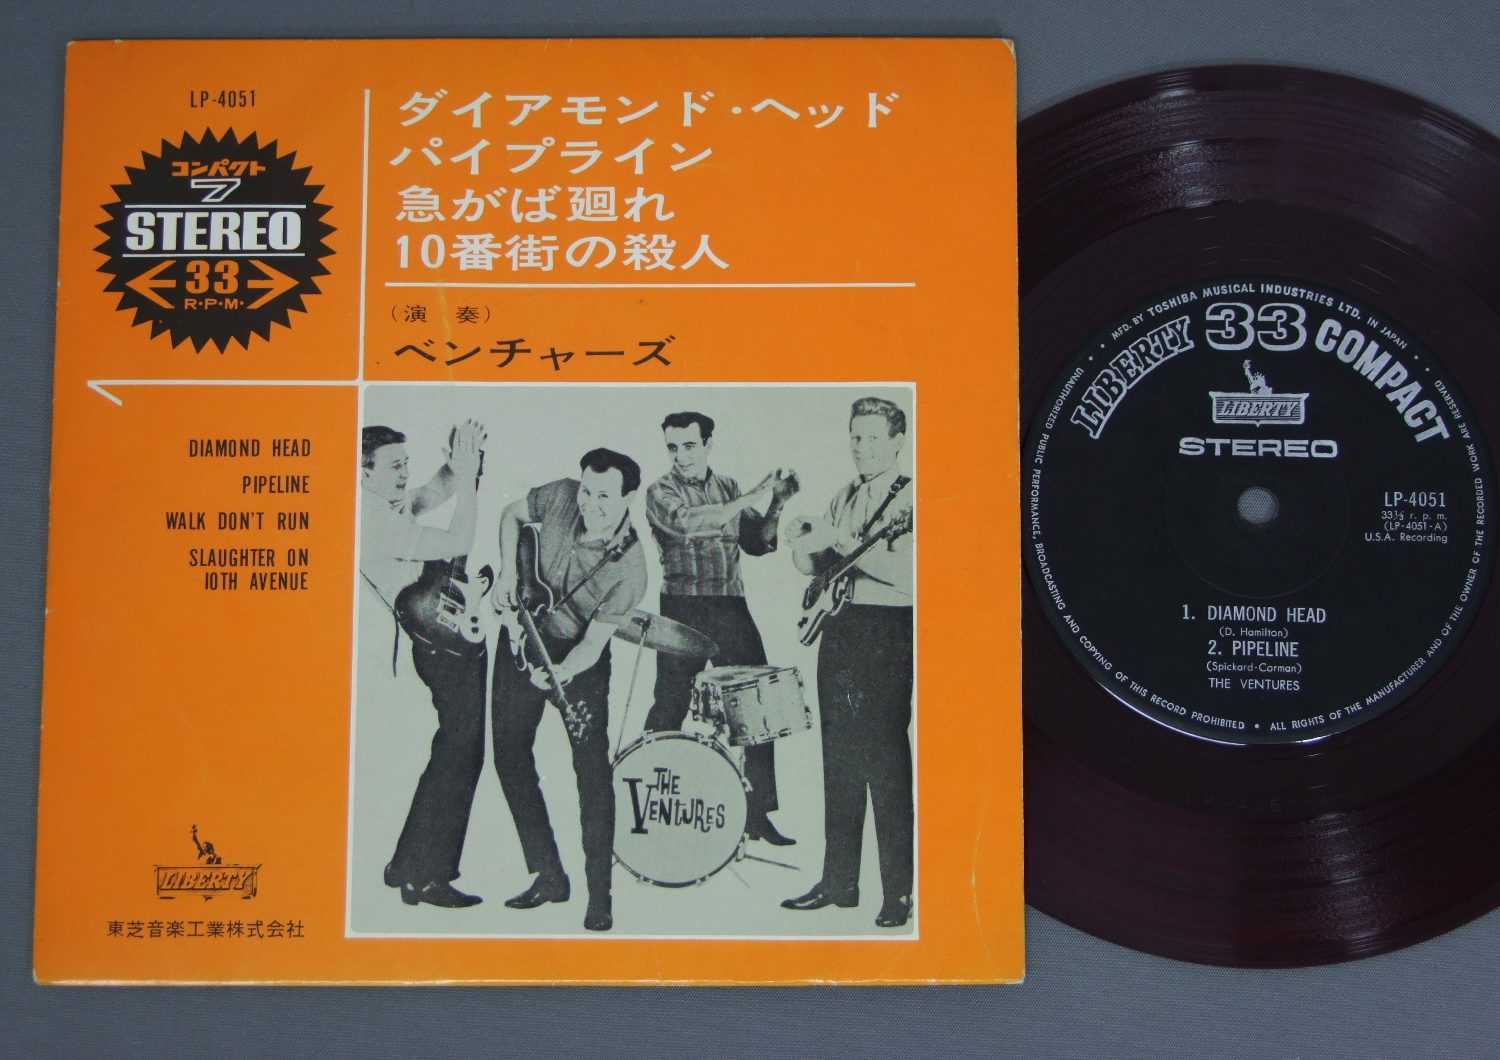 LP-4051
コンパクト
7
STEREO
33
R·P·M·
ダイアモンド・ヘッド
パイプライン
急がば廻れ
10番街の殺人
(演 奏)
ベンチャーズ
DIAMOND HEAD
PIPELINE
WALK DON'T RUN
SLAUGHTER ON
10TH AVENUE
THE
VENTURES
LIBERTY
東芝音楽工業株式会社
MFD. BY TOSHIBA MUSICAL INDUSTRIES LTD. IN JAPAN
LIBERTY 33 COMPACT
LIBERTY
STEREO
LP-4051
33⅓ r. p. m.
(LP-4051-A)
U.S.A. Recording
1. DIAMOND HEAD
(D. Hamilton)
2. PIPELINE
(Spickard-Carman)
THE VENTURES
UNAUTHORIZED PUBLIC PERFORMANCE, BROADCASTING AND COPYING OF THIS RECORD PROHIBITED • ALL RIGHTS OF THE MANUFACTURER AND OF THE OWNER OF THE RECORDED WORK ARE RESERVED